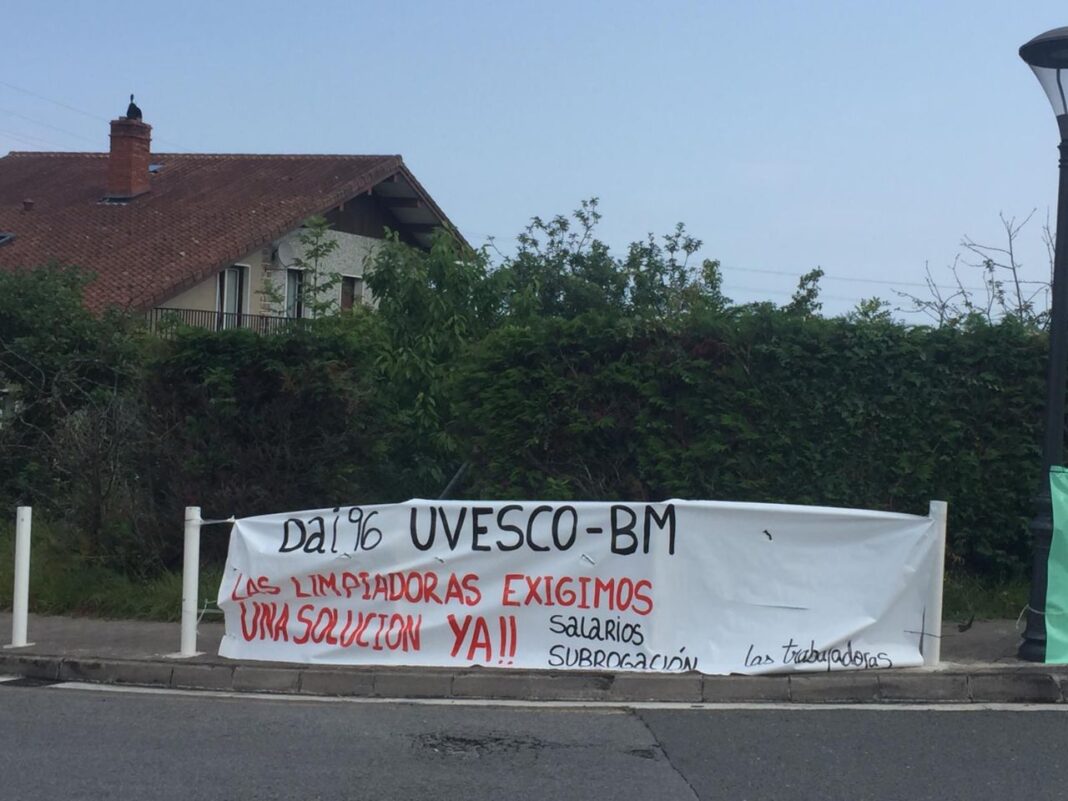 Dai 96 UVESCO-BM
LAS LIMPIADORAS EXIGIMOS
UNA SOLUCION YA!!
Salarios
SUBROGACIÓN
las trabajadoras